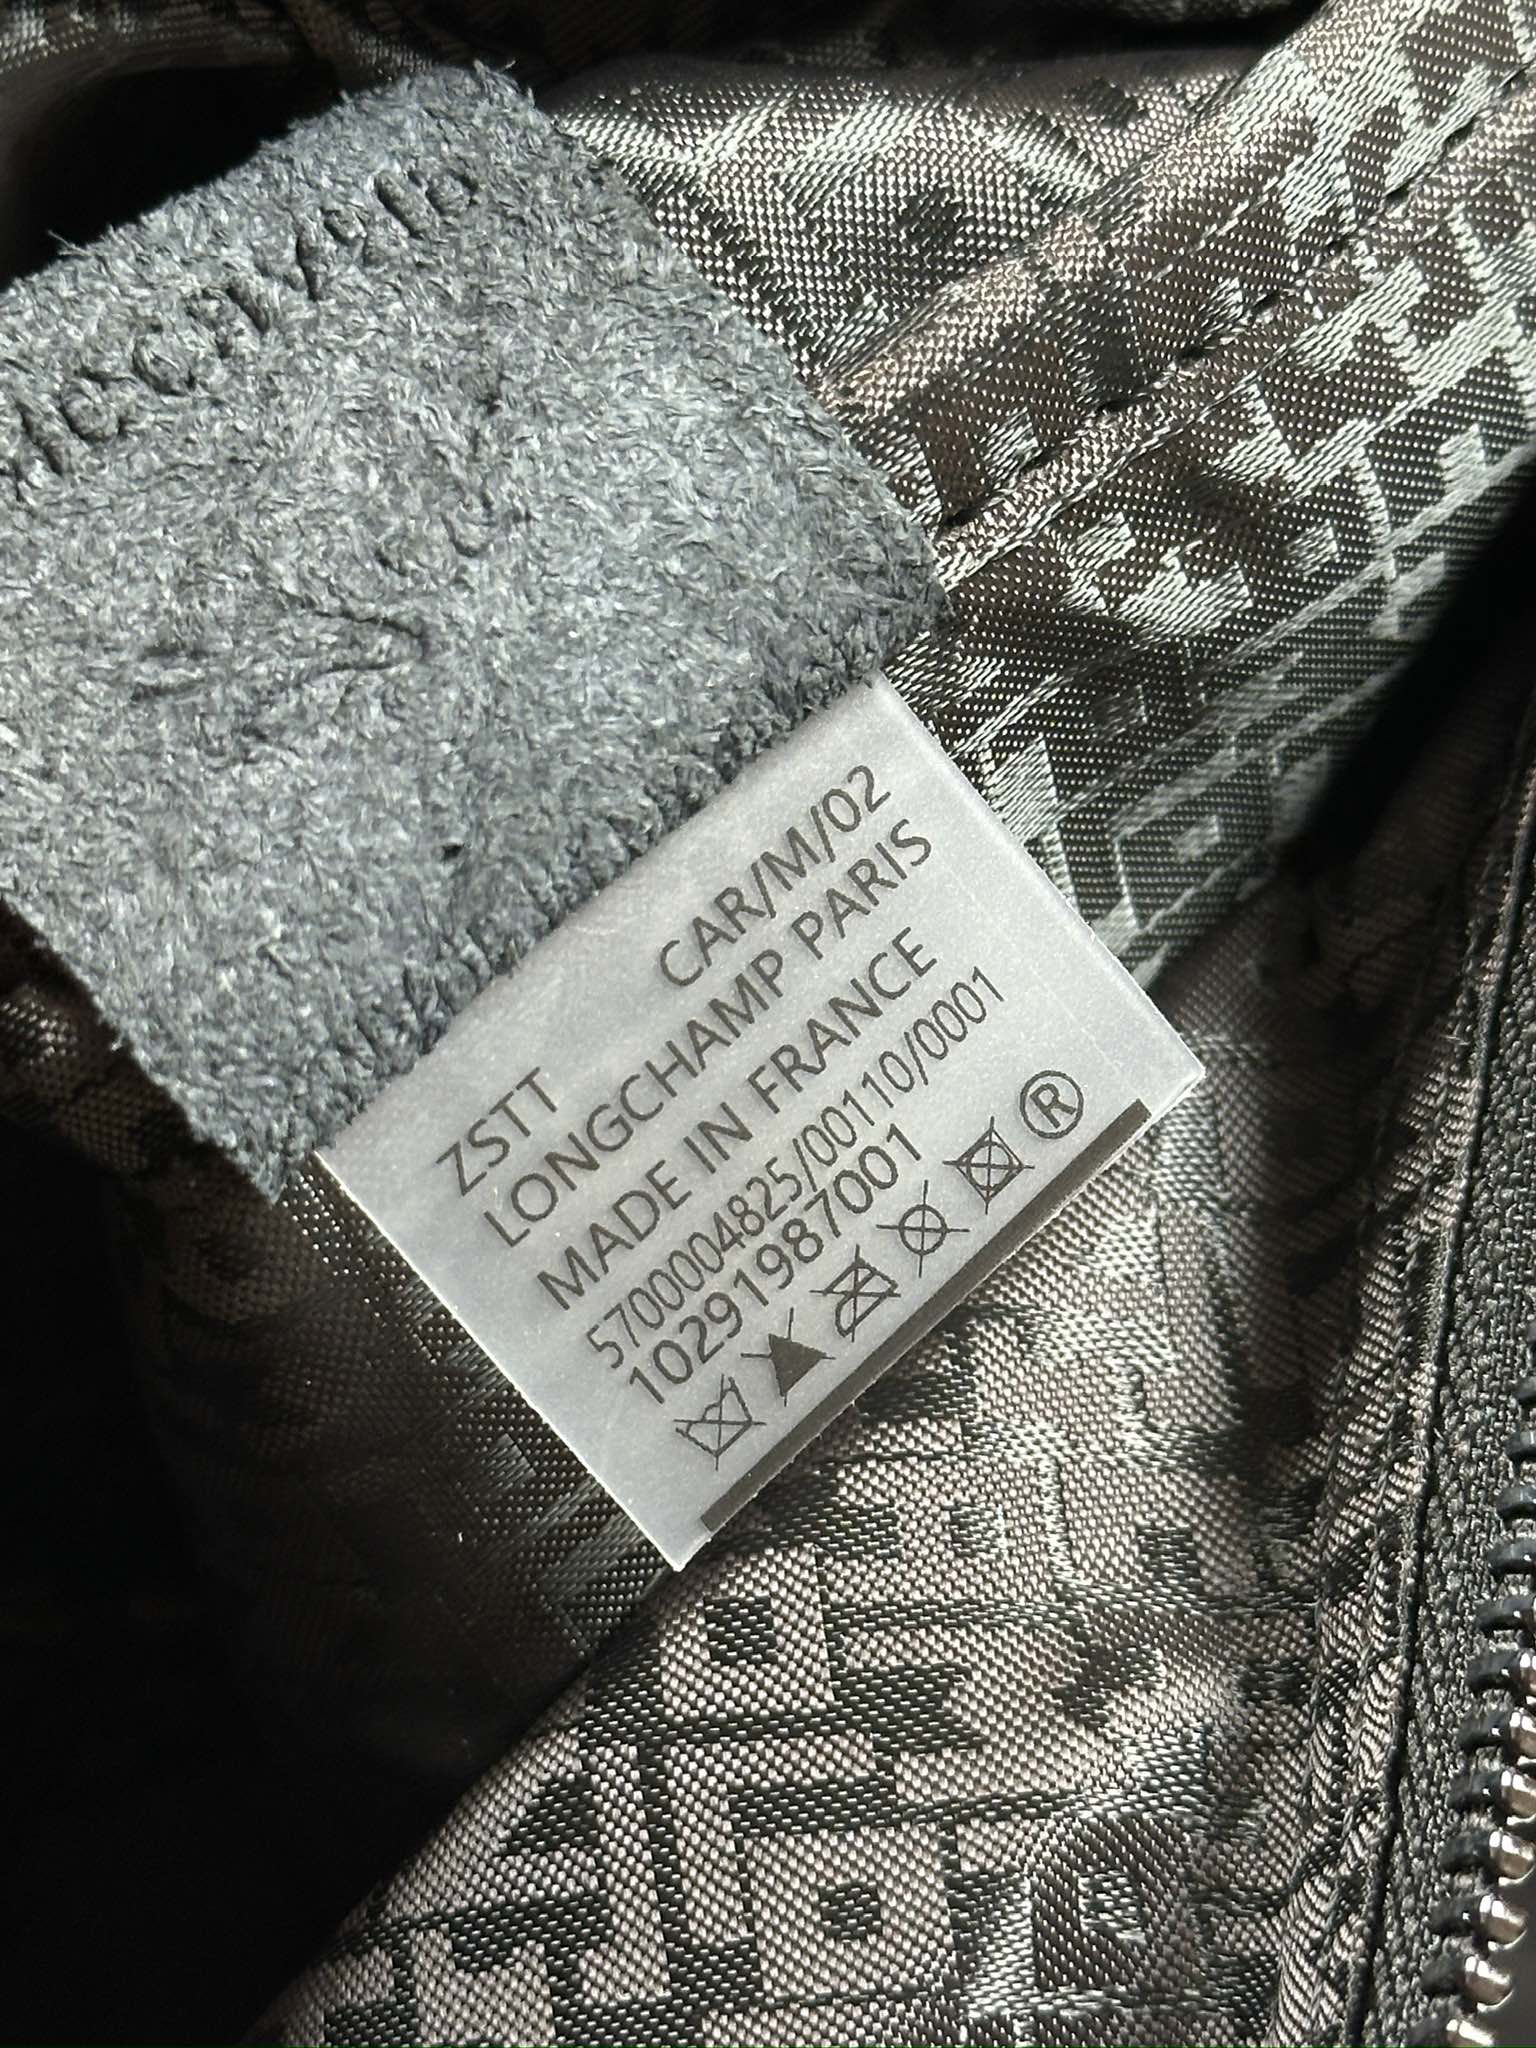 ZSTT CAR/M/02
LONGCHAMP PARIS
MADE IN FRANCE
5700004825/00110/0001
10291987001
®